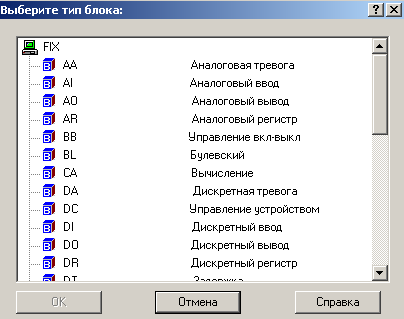 Выберите тип блока:
FIX
AA Аналоговая тревога
AI Аналоговый ввод
AO Аналоговый вывод
AR Аналоговый регистр
BB Управление вкл-выкл
BL Булевский
CA Вычисление
DA Дискретная тревога
DC Управление устройством
DI Дискретный ввод
DO Дискретный вывод
DR Дискретный регистр
DT Задержка
OK Отмена Справка